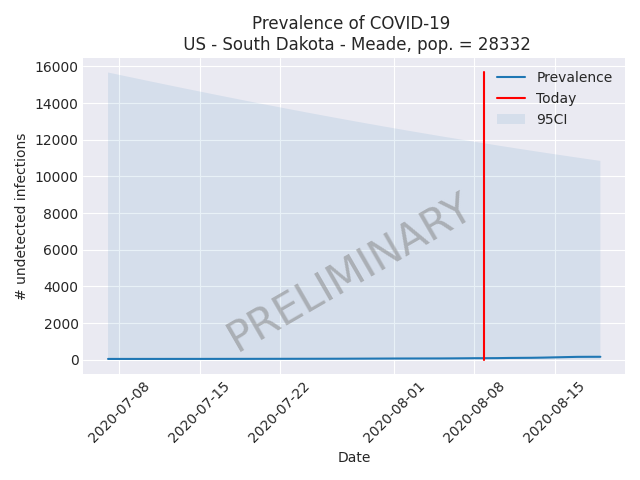 Prevalence of COVID-19
US - South Dakota - Meade, pop. = 28332
# undetected infections
16000
14000
12000
10000
8000
6000
4000
2000
0
Prevalence
Today
95CI
PRELIMINARY
2020-07-08
2020-07-15
2020-07-22
2020-08-01
2020-08-08
2020-08-15
Date